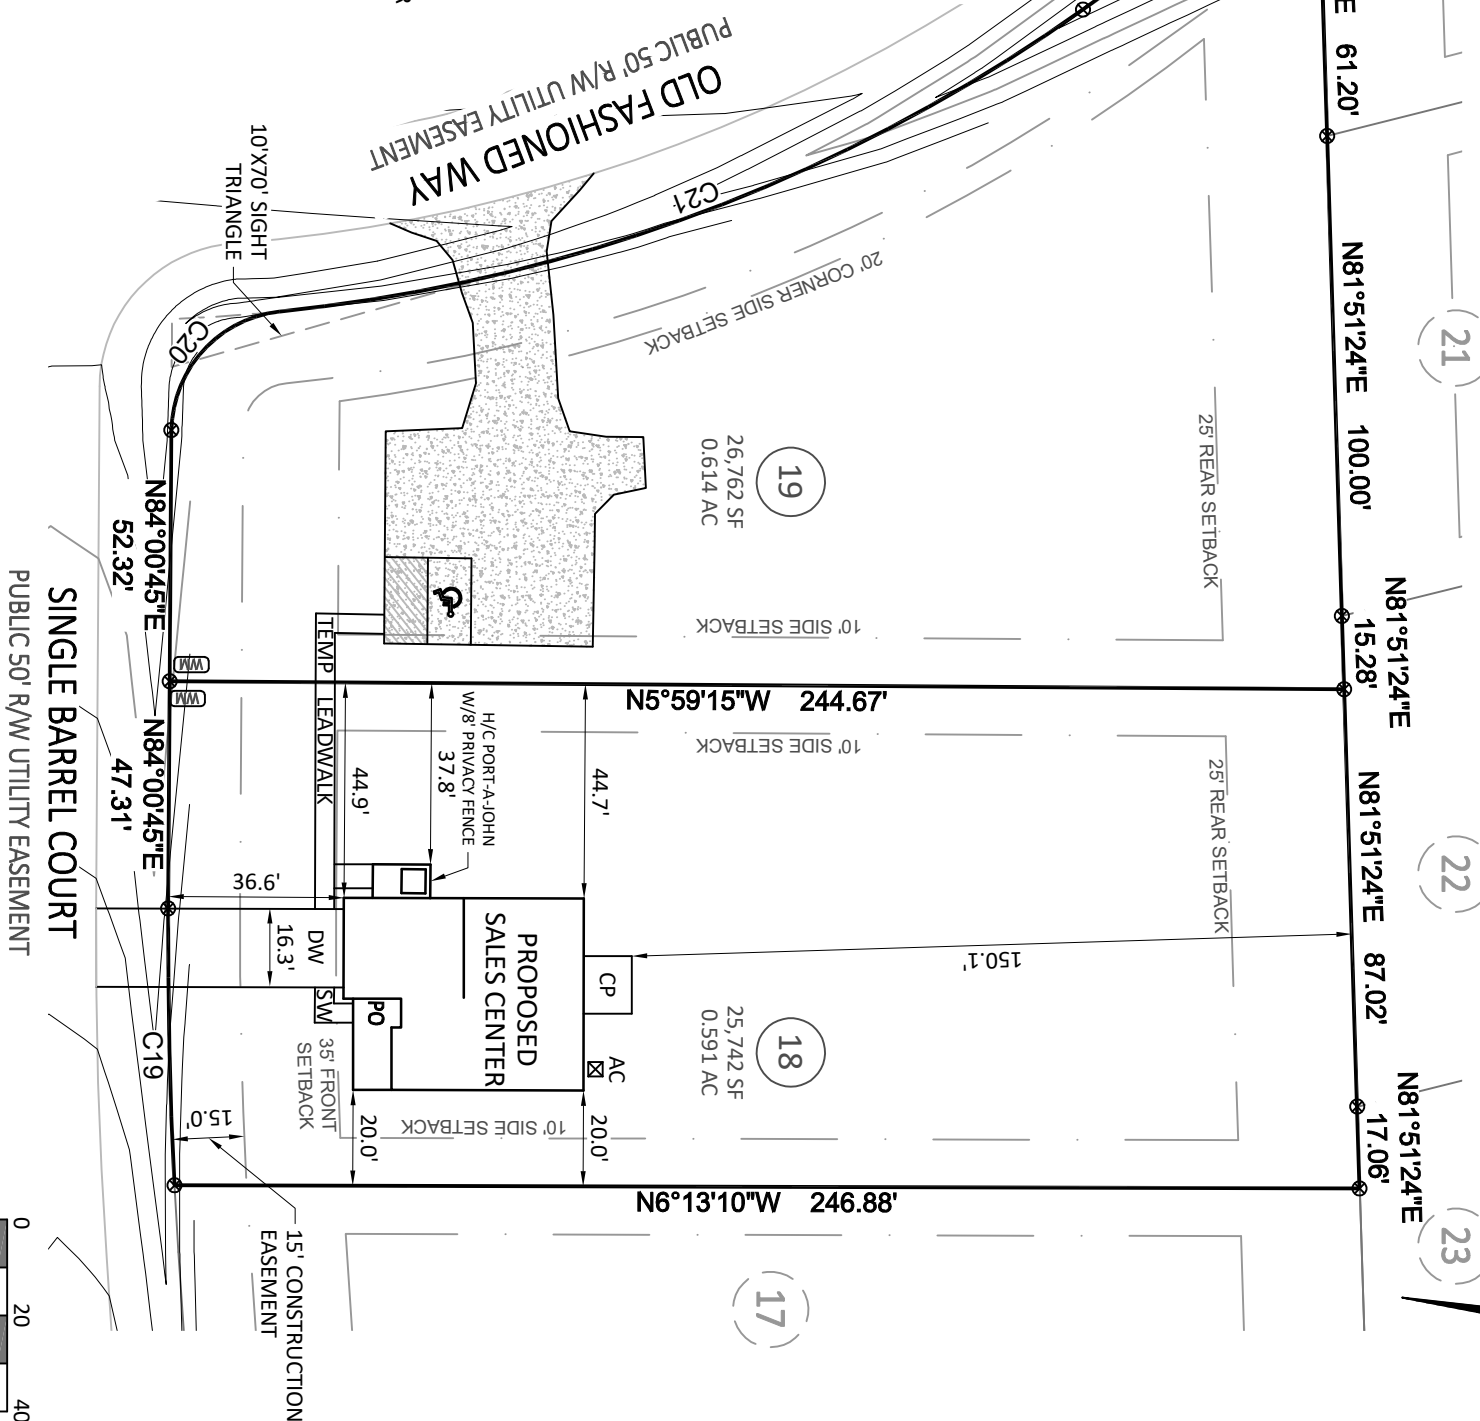 OLD FASHIONED WAY
PUBLIC 50' R/W UTILITY EASEMENT
10'X70' SIGHT
TRIANGLE
C21
C20
20' CORNER SIDE SETBACK
E 61.20'
N81°51'24"E 100.00'
21
25' REAR SETBACK
19
26,762 SF
0.614 AC
N84°00'45"E
52.32'
10' SIDE SETBACK
N81°51'24"E
15.28'
WM
WM
N5°59'15"W 244.67'
TEMP LEADWALK
10' SIDE SETBACK
H/C PORT-A-JOHN
W/8' PRIVACY FENCE
37.8'
44.9'
44.7'
25' REAR SETBACK
N81°51'24"E 87.02'
22
SINGLE BARREL COURT
PUBLIC 50' R/W UTILITY EASEMENT
N84°00'45"E
47.31'
36.6'
16.3'
DW
SW
PO
PROPOSED
SALES CENTER
CP
AC
150.1'
18
25,742 SF
0.591 AC
C19
35' FRONT
SETBACK
15.0'
20.0'
20.0'
10' SIDE SETBACK
N81°51'24"E
17.06'
N6°13'10"W 246.88'
23
15' CONSTRUCTION
EASEMENT
17
0 20 40